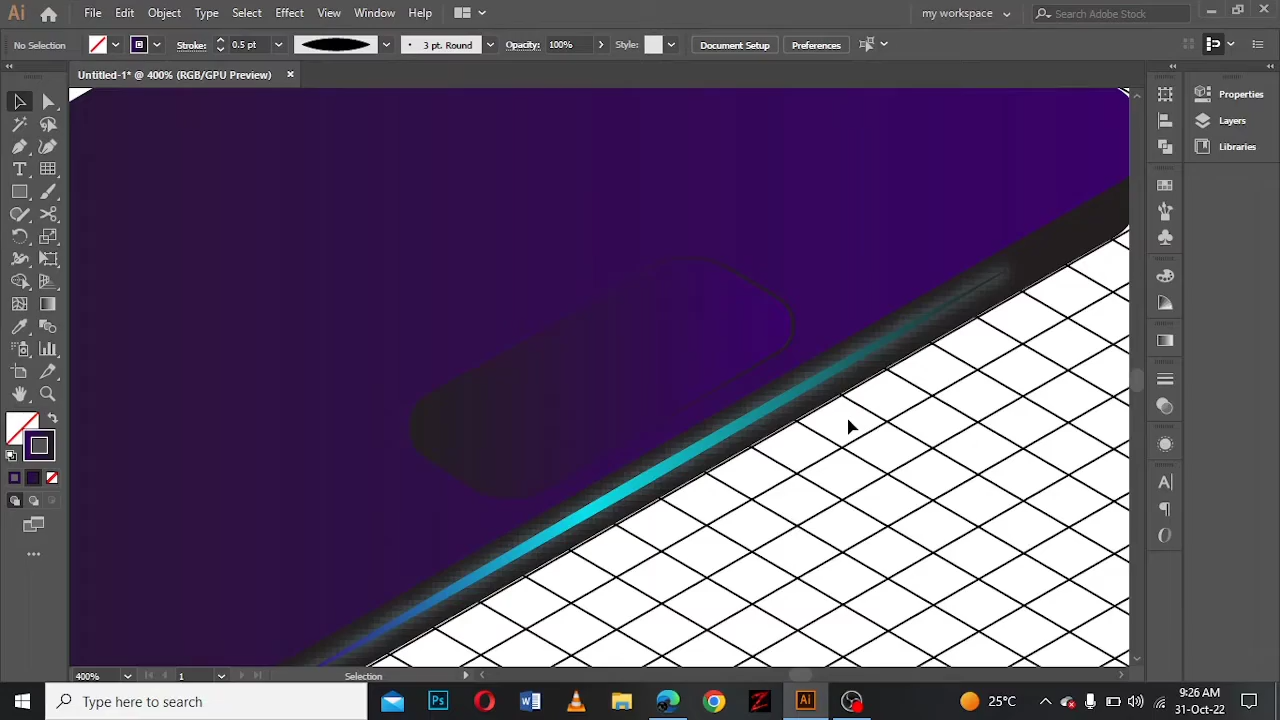 Ai File Edit Object Type Select Effect View Window Help my workspace Search Adobe Stock
No Selection Stroke: 0.5 pt 3 pt. Round Opacity: 100% Style: Document Setup Preferences
Untitled-1* @ 400% (RGB/GPU Preview)
Properties
Layers
Libraries
400% 1 Selection
Type here to search Ps W Z Ai 25°C 9:26 AM
31-Oct-22